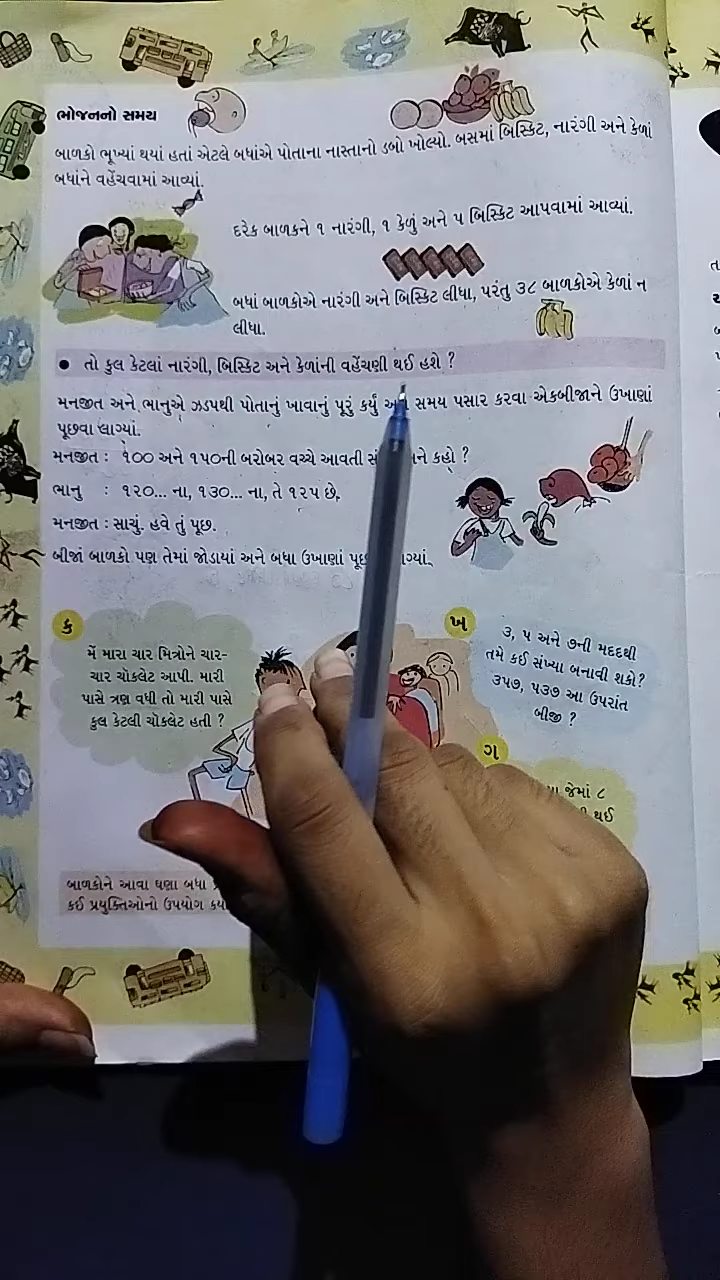 ભોજનનો સમય
બાળકો ભૂખ્યાં થયાં હતાં એટલે બધાંએ પોતાના નાસ્તાનો ડબો ખોલ્યો. બસમાં બિસ્કિટ, નારંગી અને કેળાં
બધાંને વહેંચવામાં આવ્યાં.
દરેક બાળકને ૧ નારંગી, ૧ કેળું અને ૫ બિસ્કિટ આપવામાં આવ્યાં.
બધાં બાળકોએ નારંગી અને બિસ્કિટ લીધા, પરંતુ ૩૮ બાળકોએ કેળાં ન
લીધા.
● તો કુલ કેટલાં નારંગી, બિસ્કિટ અને કેળાંની વહેંચણી થઈ હશે ?
મનજીત અને ભાનુએ ઝડપથી પોતાનું ખાવાનું પૂરું કર્યું સમય પસાર કરવા એકબીજાને ઉખાણાં
પૂછવા લાગ્યાં.
મનજીત : ૧૦૦ અને ૧૫૦ની બરોબર વચ્ચે આવતી કહો ?
ભાનુ : ૧૨૦... ના, ૧૩૦... ના, તે ૧૨૫ છે.
મનજીત : સાચું. હવે તું પૂછ.
બીજાં બાળકો પણ તેમાં જોડાયાં અને બધા ઉખાણાં
ક
મેં મારા ચાર મિત્રોને ચાર-
ચાર ચોકલેટ આપી. મારી
પાસે ત્રણ વધી તો મારી પાસે
કુલ કેટલી ચોકલેટ હતી ?
ખ
૩, ૫ અને ૭ની મદદથી
તમે કઈ સંખ્યા બનાવી શકો?
૩૫૭, ૫૩૭ આ ઉપરાંત
બીજી ?
ગ
જેમાં ૮
થઈ
બાળકોને આવા ઘણા બધા
કઈ પ્રયુક્તિઓનો ઉપયોગ